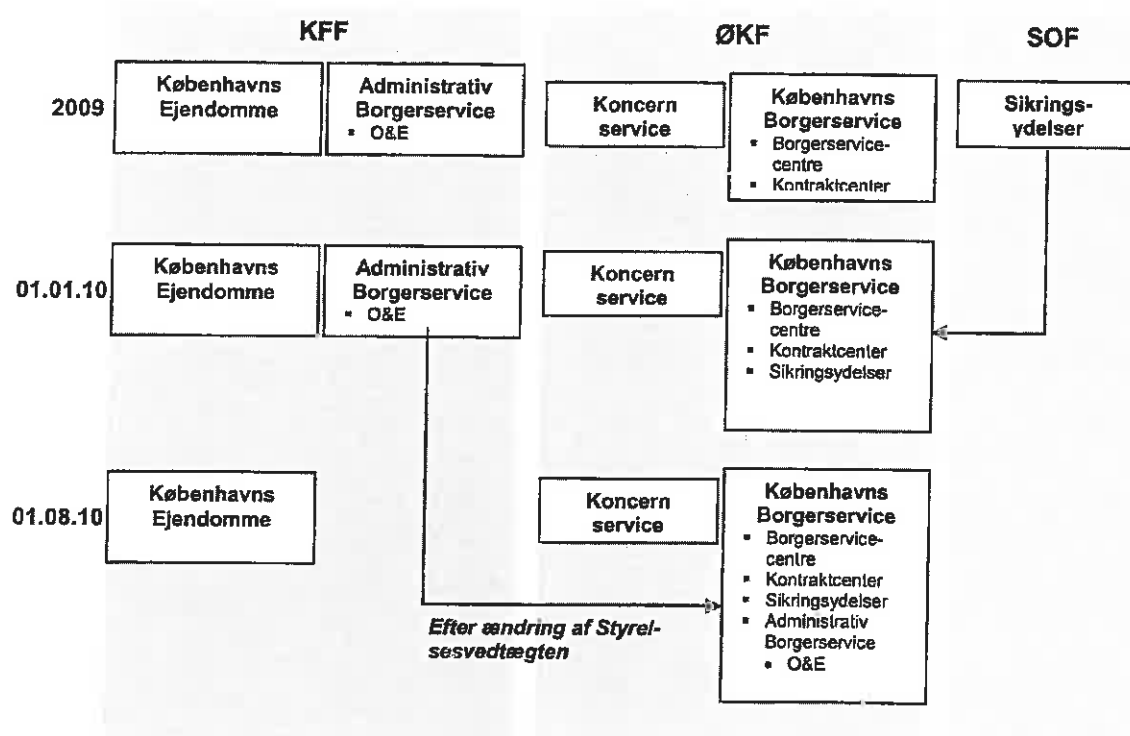 KFF
ØKF
SOF
2009
Københavns
Ejendomme
Administrativ
Borgerservice
▪ O&E
Koncern
service
Københavns
Borgerservice
▪ Borgerservice-
centre
▪ Kontraktcenter
Sikrings-
ydelser
01.01.10
Københavns
Ejendomme
Administrativ
Borgerservice
▪ O&E
Koncern
service
Københavns
Borgerservice
▪ Borgerservice-
centre
▪ Kontraktcenter
▪ Sikringsydelser
01.08.10
Københavns
Ejendomme
Koncern
service
Københavns
Borgerservice
▪ Borgerservice-
centre
▪ Kontraktcenter
▪ Sikringsydelser
▪ Administrativ
Borgerservice
▪ O&E
Efter ændring af Styrel-
sesvedtægten